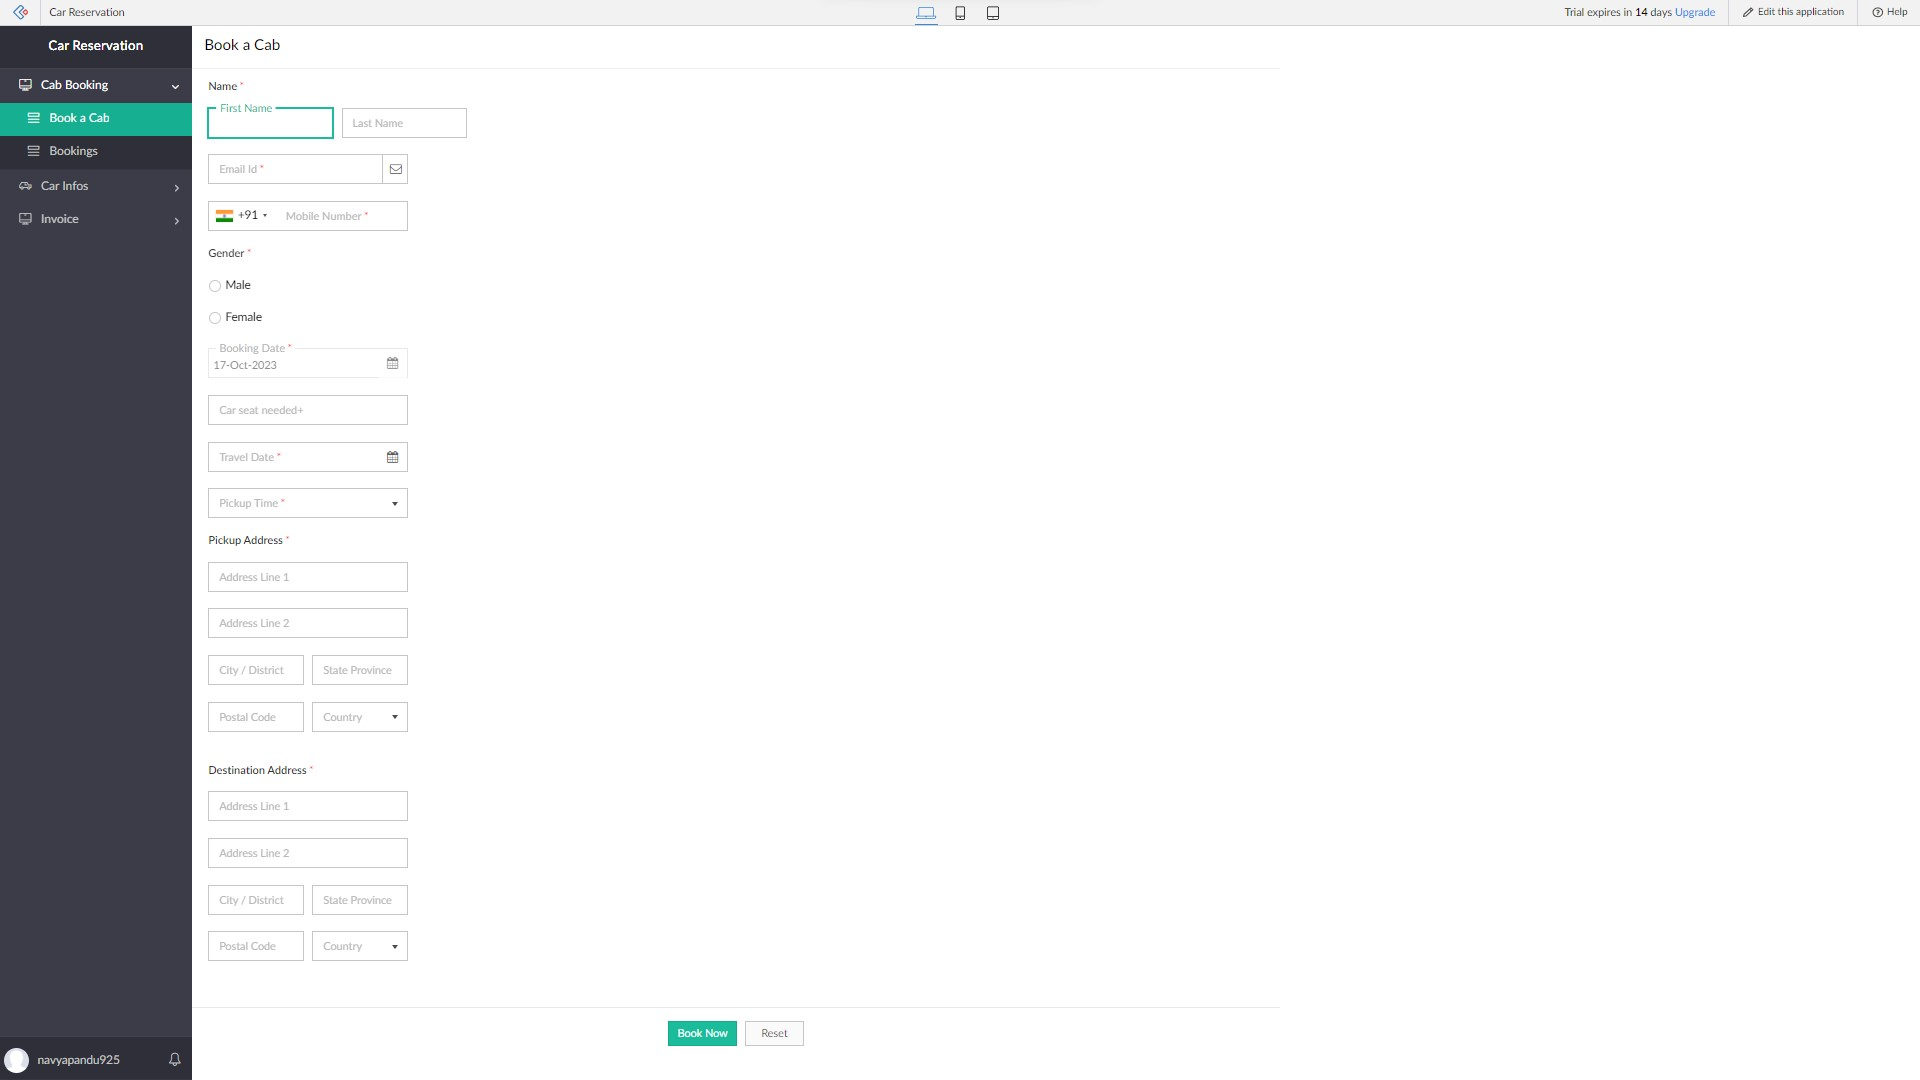 Car Reservation
Trial expires in 14 days Upgrade
Edit this application
Help
Car Reservation
Cab Booking
Book a Cab
Bookings
Car Infos
Invoice
navyapandu925
Book a Cab
Name *
First Name
Last Name
Email Id *
+91 Mobile Number *
Gender *
Male
Female
Booking Date *
17-Oct-2023
Car seat needed+
Travel Date *
Pickup Time *
Pickup Address *
Address Line 1
Address Line 2
City / District State Province
Postal Code Country
Destination Address *
Address Line 1
Address Line 2
City / District State Province
Postal Code Country
Book Now Reset